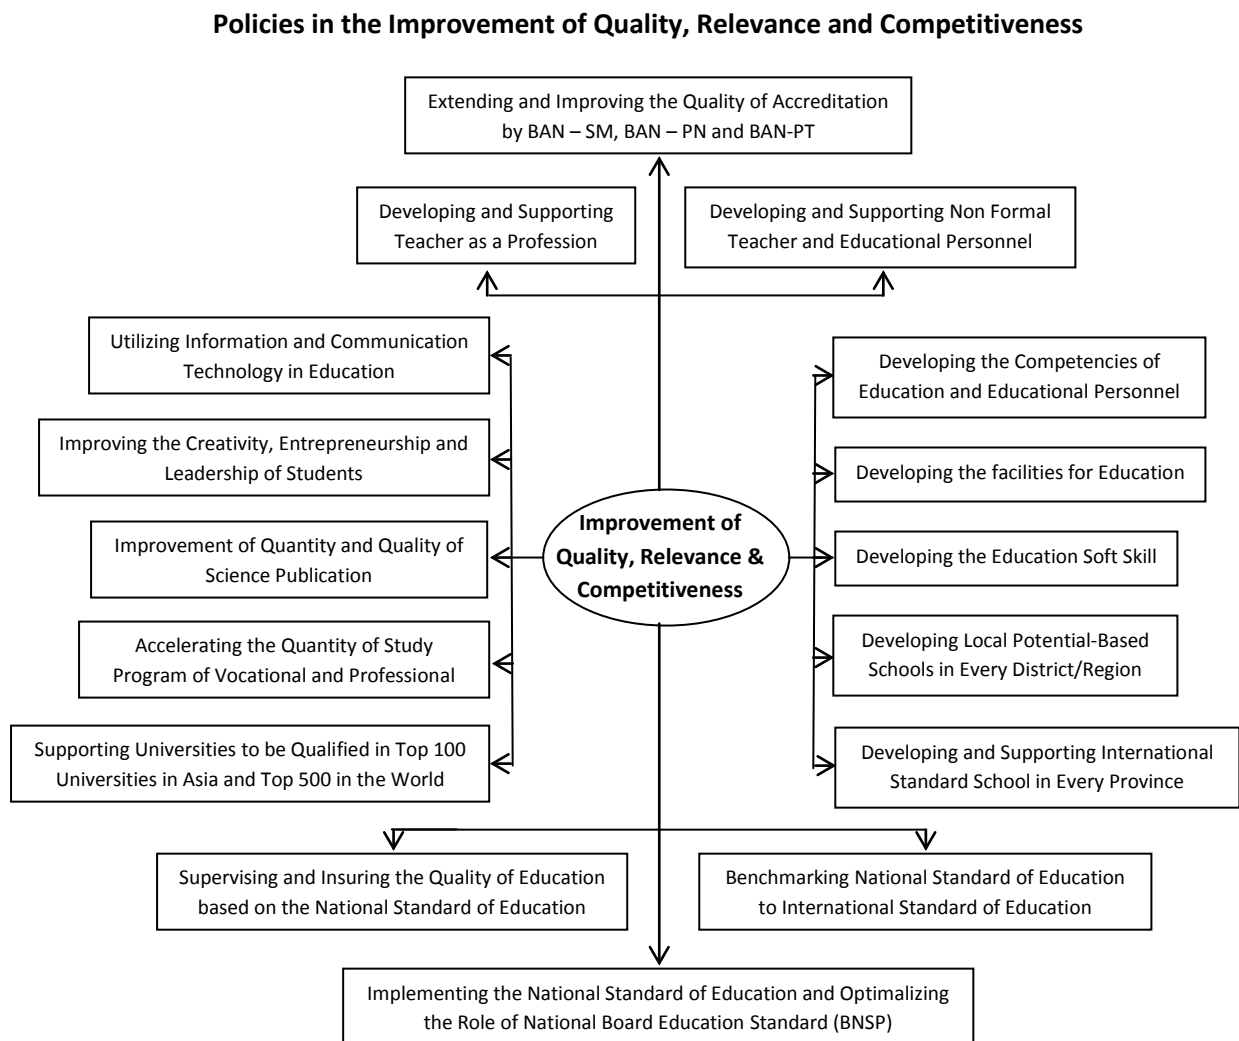 Policies in the Improvement of Quality, Relevance and Competitiveness
Extending and Improving the Quality of Accreditation
by BAN – SM, BAN – PN and BAN-PT
Developing and Supporting
Teacher as a Profession
Developing and Supporting Non Formal
Teacher and Educational Personnel
Utilizing Information and Communication
Technology in Education
Improving the Creativity, Entrepreneurship and
Leadership of Students
Improvement of Quantity and Quality of
Science Publication
Accelerating the Quantity of Study
Program of Vocational and Professional
Supporting Universities to be Qualified in Top 100
Universities in Asia and Top 500 in the World
Improvement of
Quality, Relevance &
Competitiveness
Developing the Competencies of
Education and Educational Personnel
Developing the facilities for Education
Developing the Education Soft Skill
Developing Local Potential-Based
Schools in Every District/Region
Developing and Supporting International
Standard School in Every Province
Supervising and Insuring the Quality of Education
based on the National Standard of Education
Benchmarking National Standard of Education
to International Standard of Education
Implementing the National Standard of Education and Optimalizing
the Role of National Board Education Standard (BNSP)